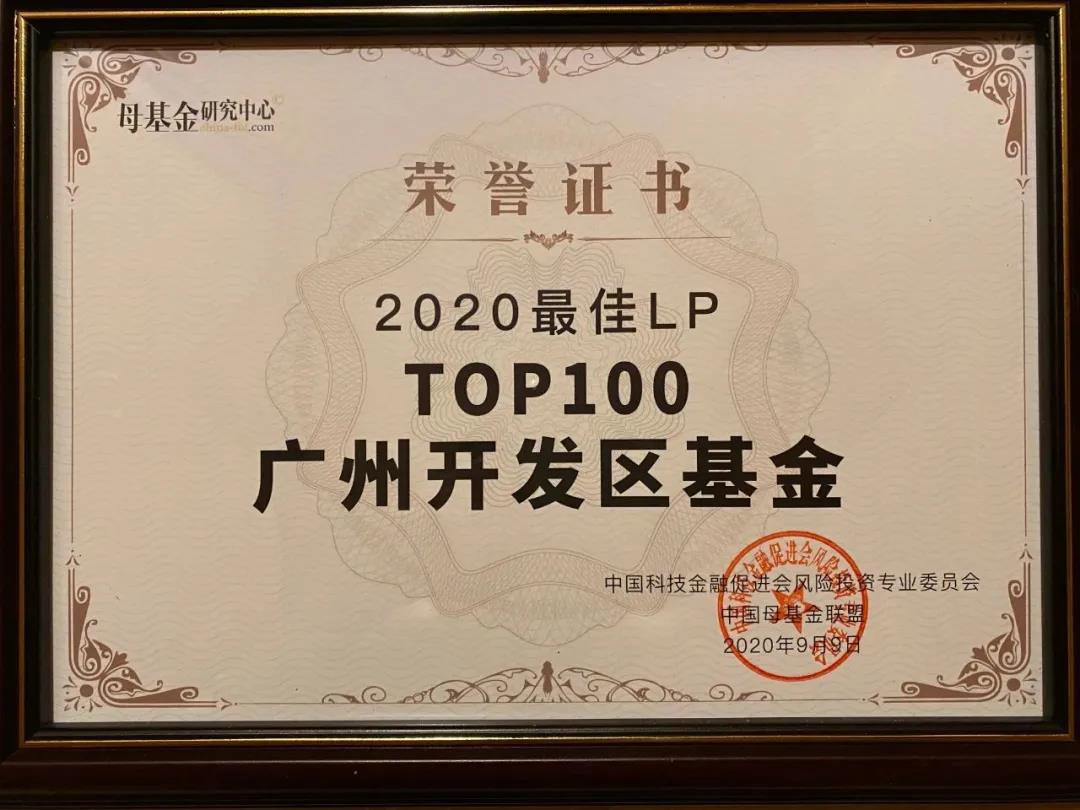 母基金研究中心
china-fof.com
荣誉证书
2020最佳LP
TOP100
广州开发区基金
中国科技金融促进会风险投资专业委员会
中国母基金联盟
2020年9月9日